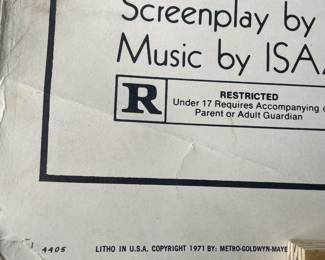 Screenplay by
Music by ISAA
R
RESTRICTED
Under 17 Requires Accompanying
Parent or Adult Guardian
4405
LITHO IN U.S.A. COPYRIGHT 1971 BY: METRO-GOLDWYN-MAYE